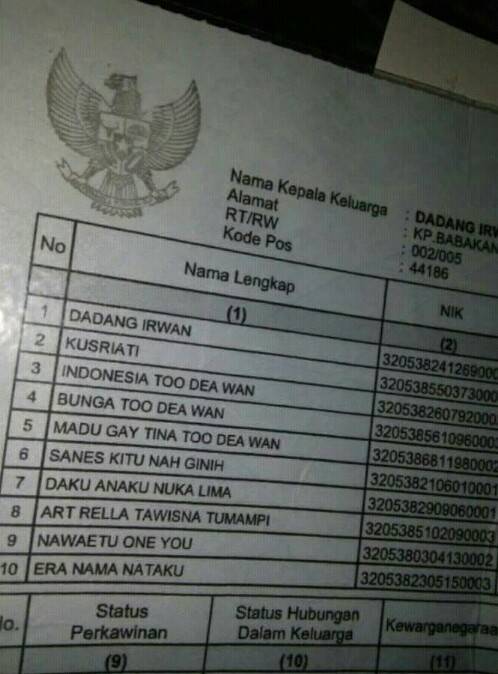 Nama Kepala Keluarga : DADANG IRW
Alamat : KP.BABAKAN
RT/RW : 002/005
Kode Pos : 44186
No Nama Lengkap NIK
(1) (2)
1 DADANG IRWAN 320538241269000
2 KUSRIATI 320538550373000
3 INDONESIA TOO DEA WAN 320538260792000
4 BUNGA TOO DEA WAN 320538561096000
5 MADU GAY TINA TOO DEA WAN 320538681198000
6 SANES KITU NAH GINIH 3205382106010001
7 DAKU ANAKU NUKA LIMA 3205382909060001
8 ART RELLA TAWISNA TUMAMPI 3205385102090003
9 NAWAETU ONE YOU 3205380304130002
10 ERA NAMA NATAKU 3205382305150003
No. Status Perkawinan Status Hubungan Dalam Keluarga Kewarganegaraa
(9) (10) (11)